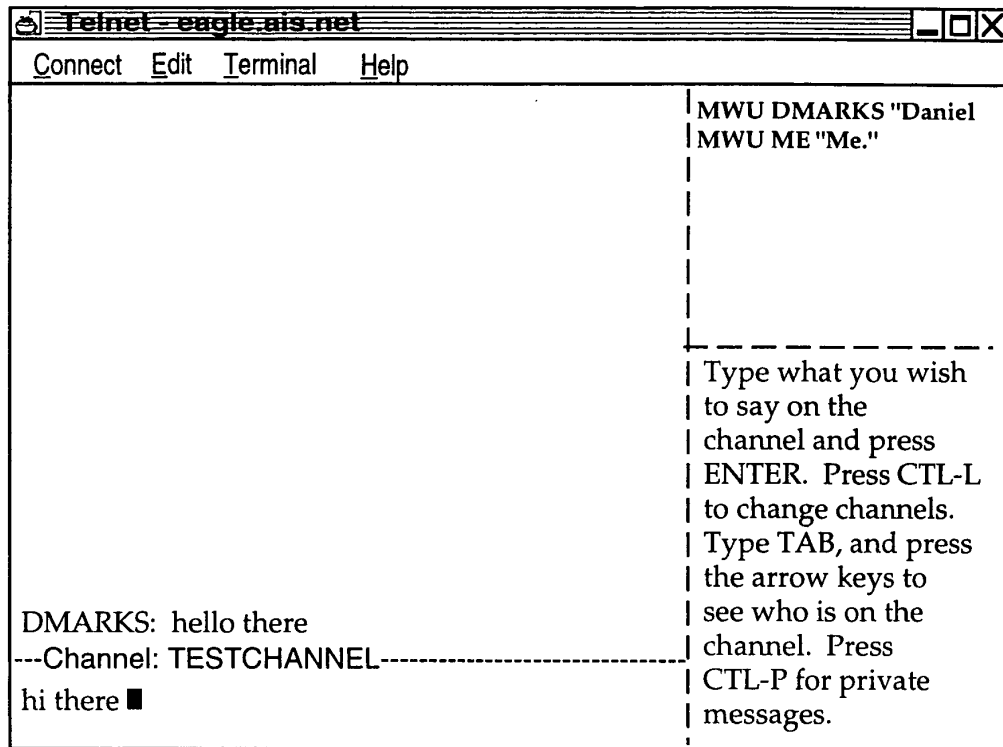 Telnet - eagle.ais.net
Connect Edit Terminal Help
MWU DMARKS "Daniel
MWU ME "Me."
Type what you wish
to say on the
channel and press
ENTER. Press CTL-L
to change channels.
Type TAB, and press
the arrow keys to
see who is on the
channel. Press
CTL-P for private
messages.
DMARKS: hello there
---Channel: TESTCHANNEL-----------------------------
hi there